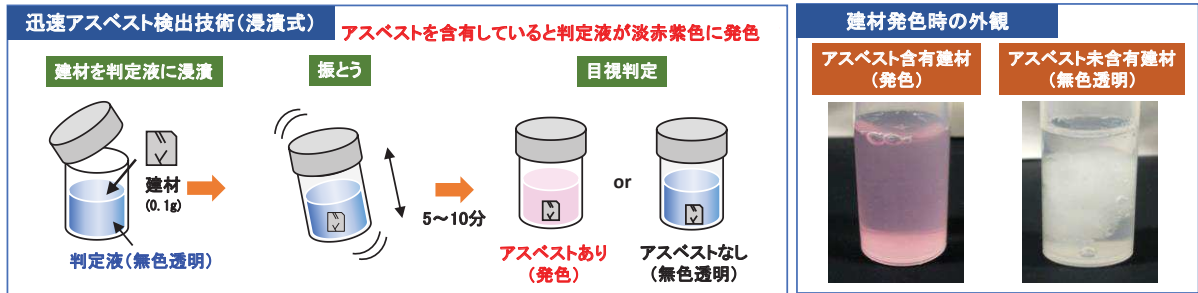 迅速アスベスト検出技術(浸漬式)
アスベストを含有していると判定液が淡赤紫色に発色
建材を判定液に浸漬
振とう
目視判定
建材
(0.1g)
判定液(無色透明)
5～10分
or
アスベストあり
(発色)
アスベストなし
(無色透明)
建材発色時の外観
アスベスト含有建材
(発色)
アスベスト未含有建材
(無色透明)